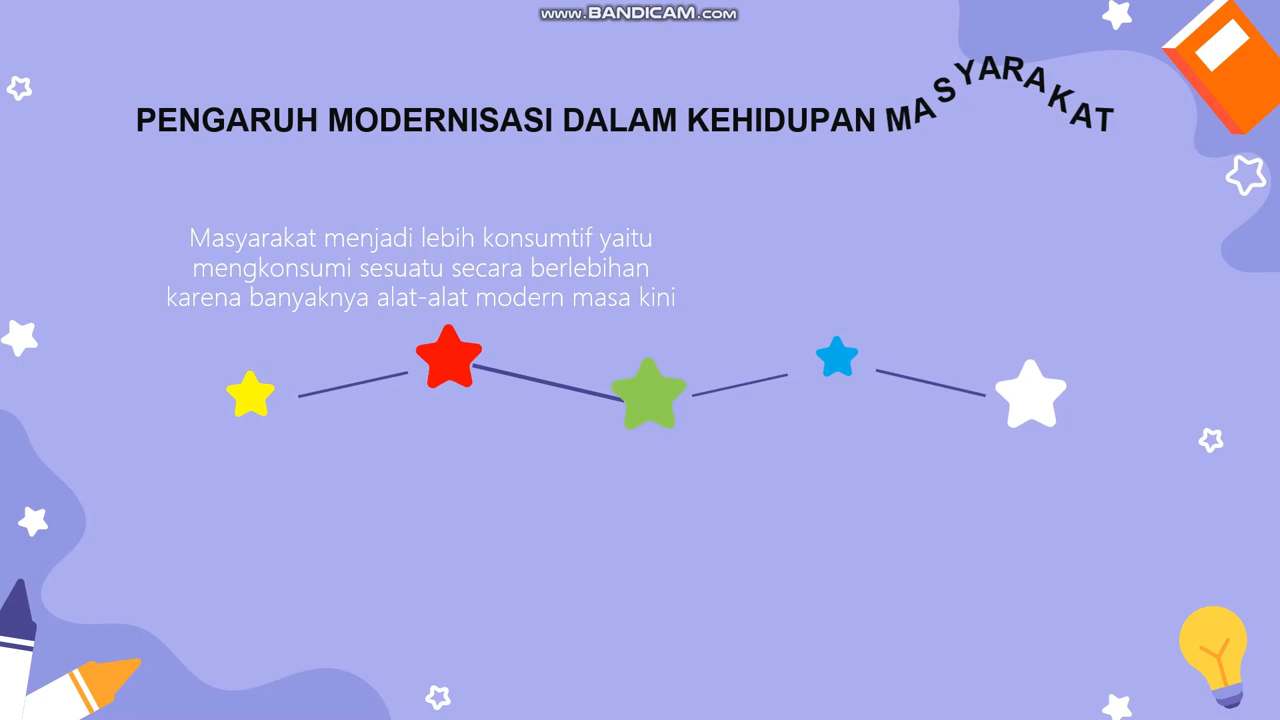 www.BANDICAM.com
PENGARUH MODERNISASI DALAM KEHIDUPAN MASYARAKAT
Masyarakat menjadi lebih konsumtif yaitu
mengkonsumi sesuatu secara berlebihan
karena banyaknya alat-alat modern masa kini